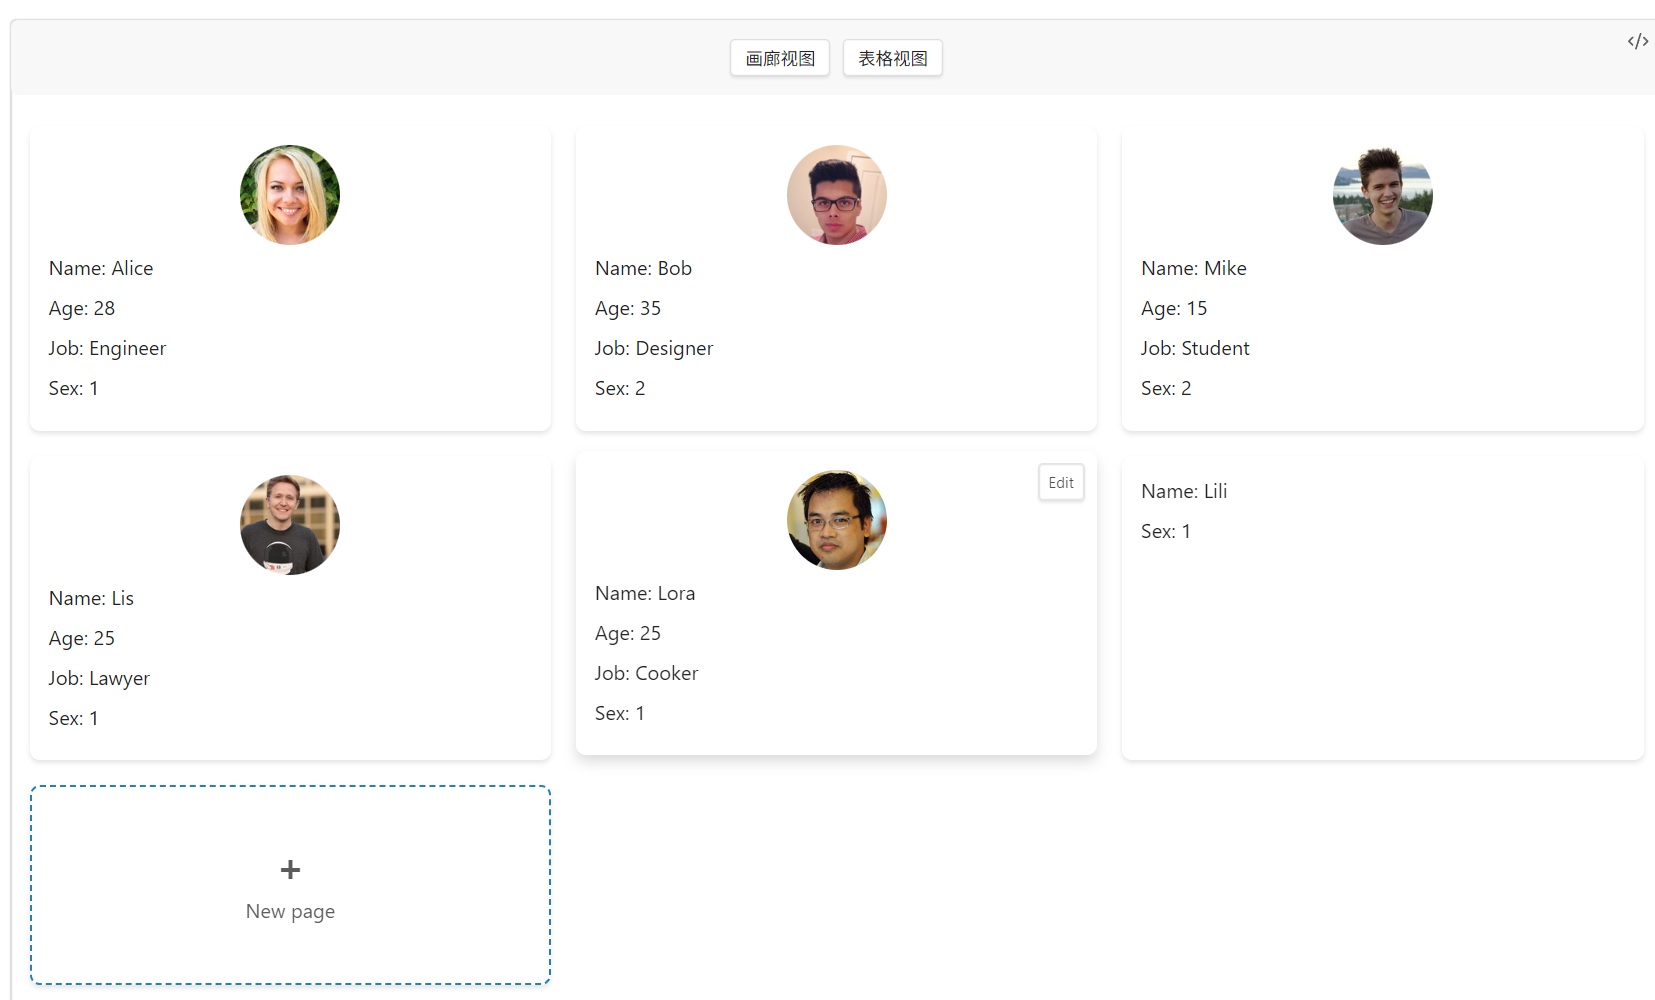 画廊视图 表格视图 </>
Name: Alice
Age: 28
Job: Engineer
Sex: 1
Name: Bob
Age: 35
Job: Designer
Sex: 2
Name: Mike
Age: 15
Job: Student
Sex: 2
Name: Lis
Age: 25
Job: Lawyer
Sex: 1
Edit
Name: Lora
Age: 25
Job: Cooker
Sex: 1
Name: Lili
Sex: 1
+
New page